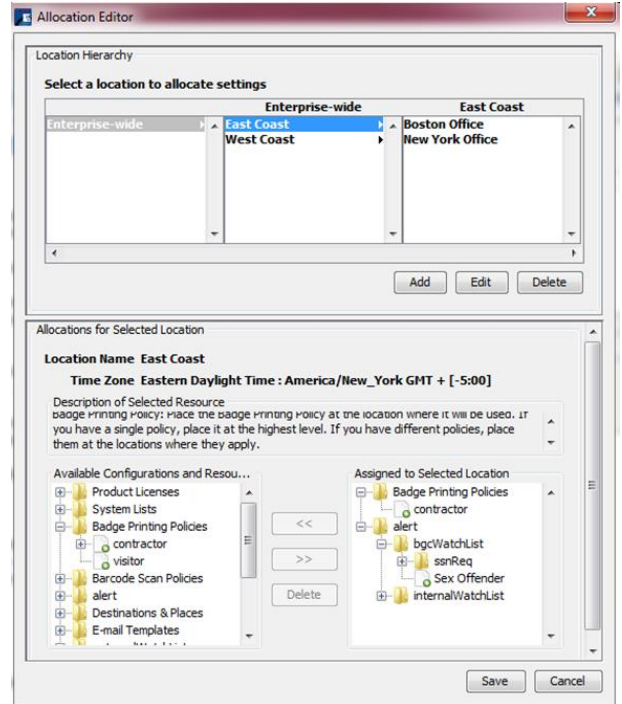 Allocation Editor
Location Hierarchy
Select a location to allocate settings
Enterprise-wide East Coast
Enterprise-wide East Coast Boston Office
West Coast New York Office
Add Edit Delete
Allocations for Selected Location
Location Name East Coast
Time Zone Eastern Daylight Time : America/New_York GMT + [-5:00]
Description of Selected Resource
Badge Printing Policy: Place the Badge Printing Policy at the location where it will be used. If
you have a single policy, place it at the highest level. If you have different policies, place
them at the locations where they apply.
Available Configurations and Resou... Assigned to Selected Location
Product Licenses Badge Printing Policies
System Lists contractor
Badge Printing Policies << alert
contractor bgcWatchList
visitor >> ssnReq
Barcode Scan Policies Sex Offender
alert Delete internalWatchList
Destinations & Places
E-mail Templates
Save Cancel